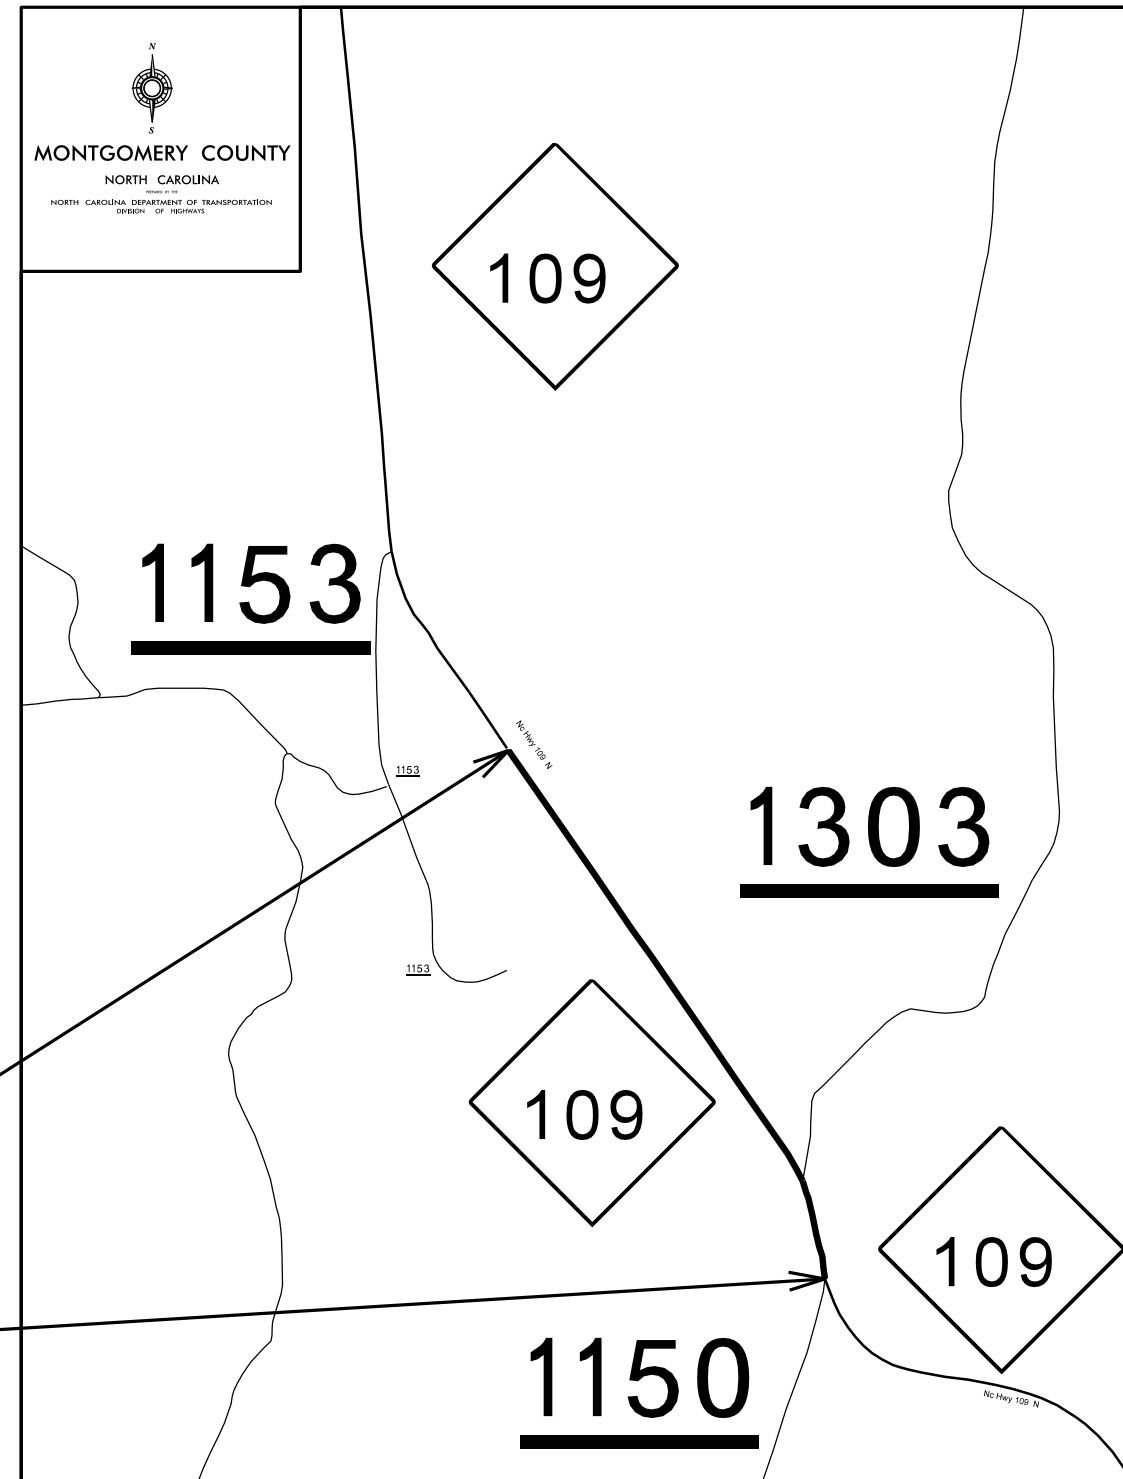 N
S
MONTGOMERY COUNTY
NORTH CAROLINA
PREPARED BY THE
NORTH CAROLINA DEPARTMENT OF TRANSPORTATION
DIVISION OF HIGHWAYS
109
1153
Nc Hwy 109 N
1153
1303
1153
109
109
1150
Nc Hwy 109 N